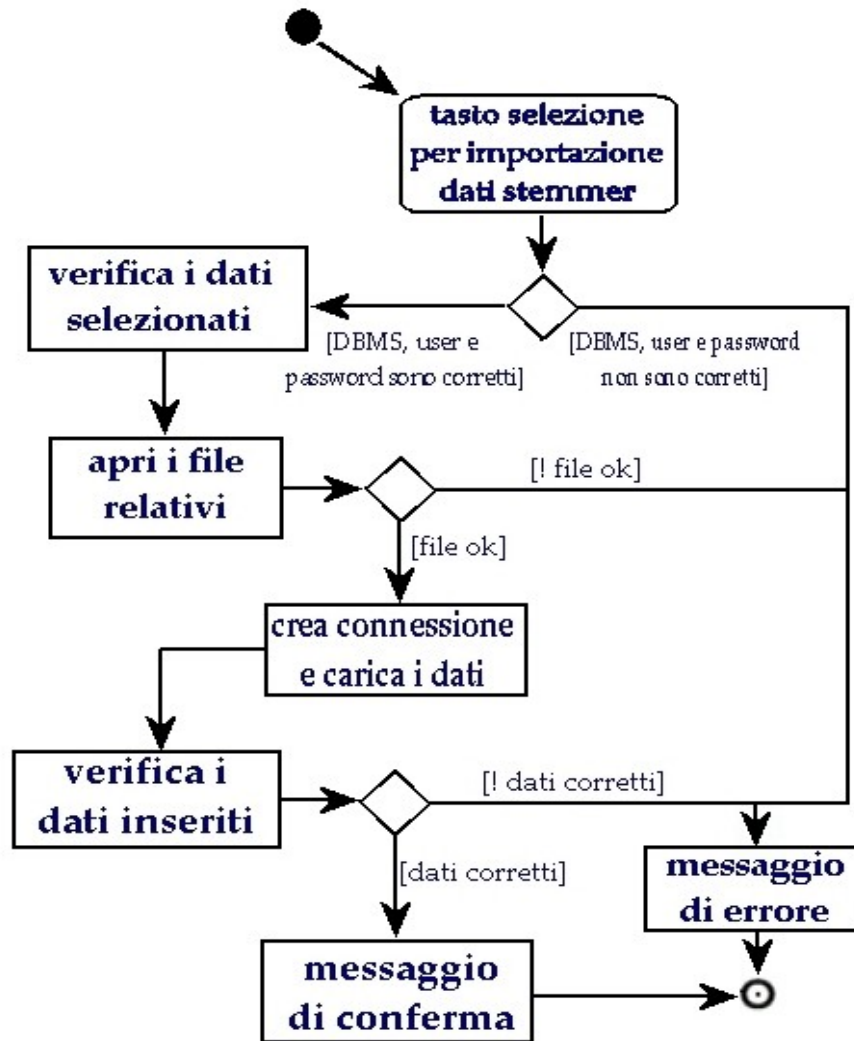 tasto selezione
per importazione
dati stemmer
verifica i dati
selezionati
[DBMS, user e
password sono corretti]
[DBMS, user e password
non sono corretti]
apri i file
relativi
[! file ok]
[file ok]
crea connessione
e carica i dati
verifica i
dati inseriti
[! dati corretti]
[dati corretti]
messaggio
di errore
messaggio
di conferma